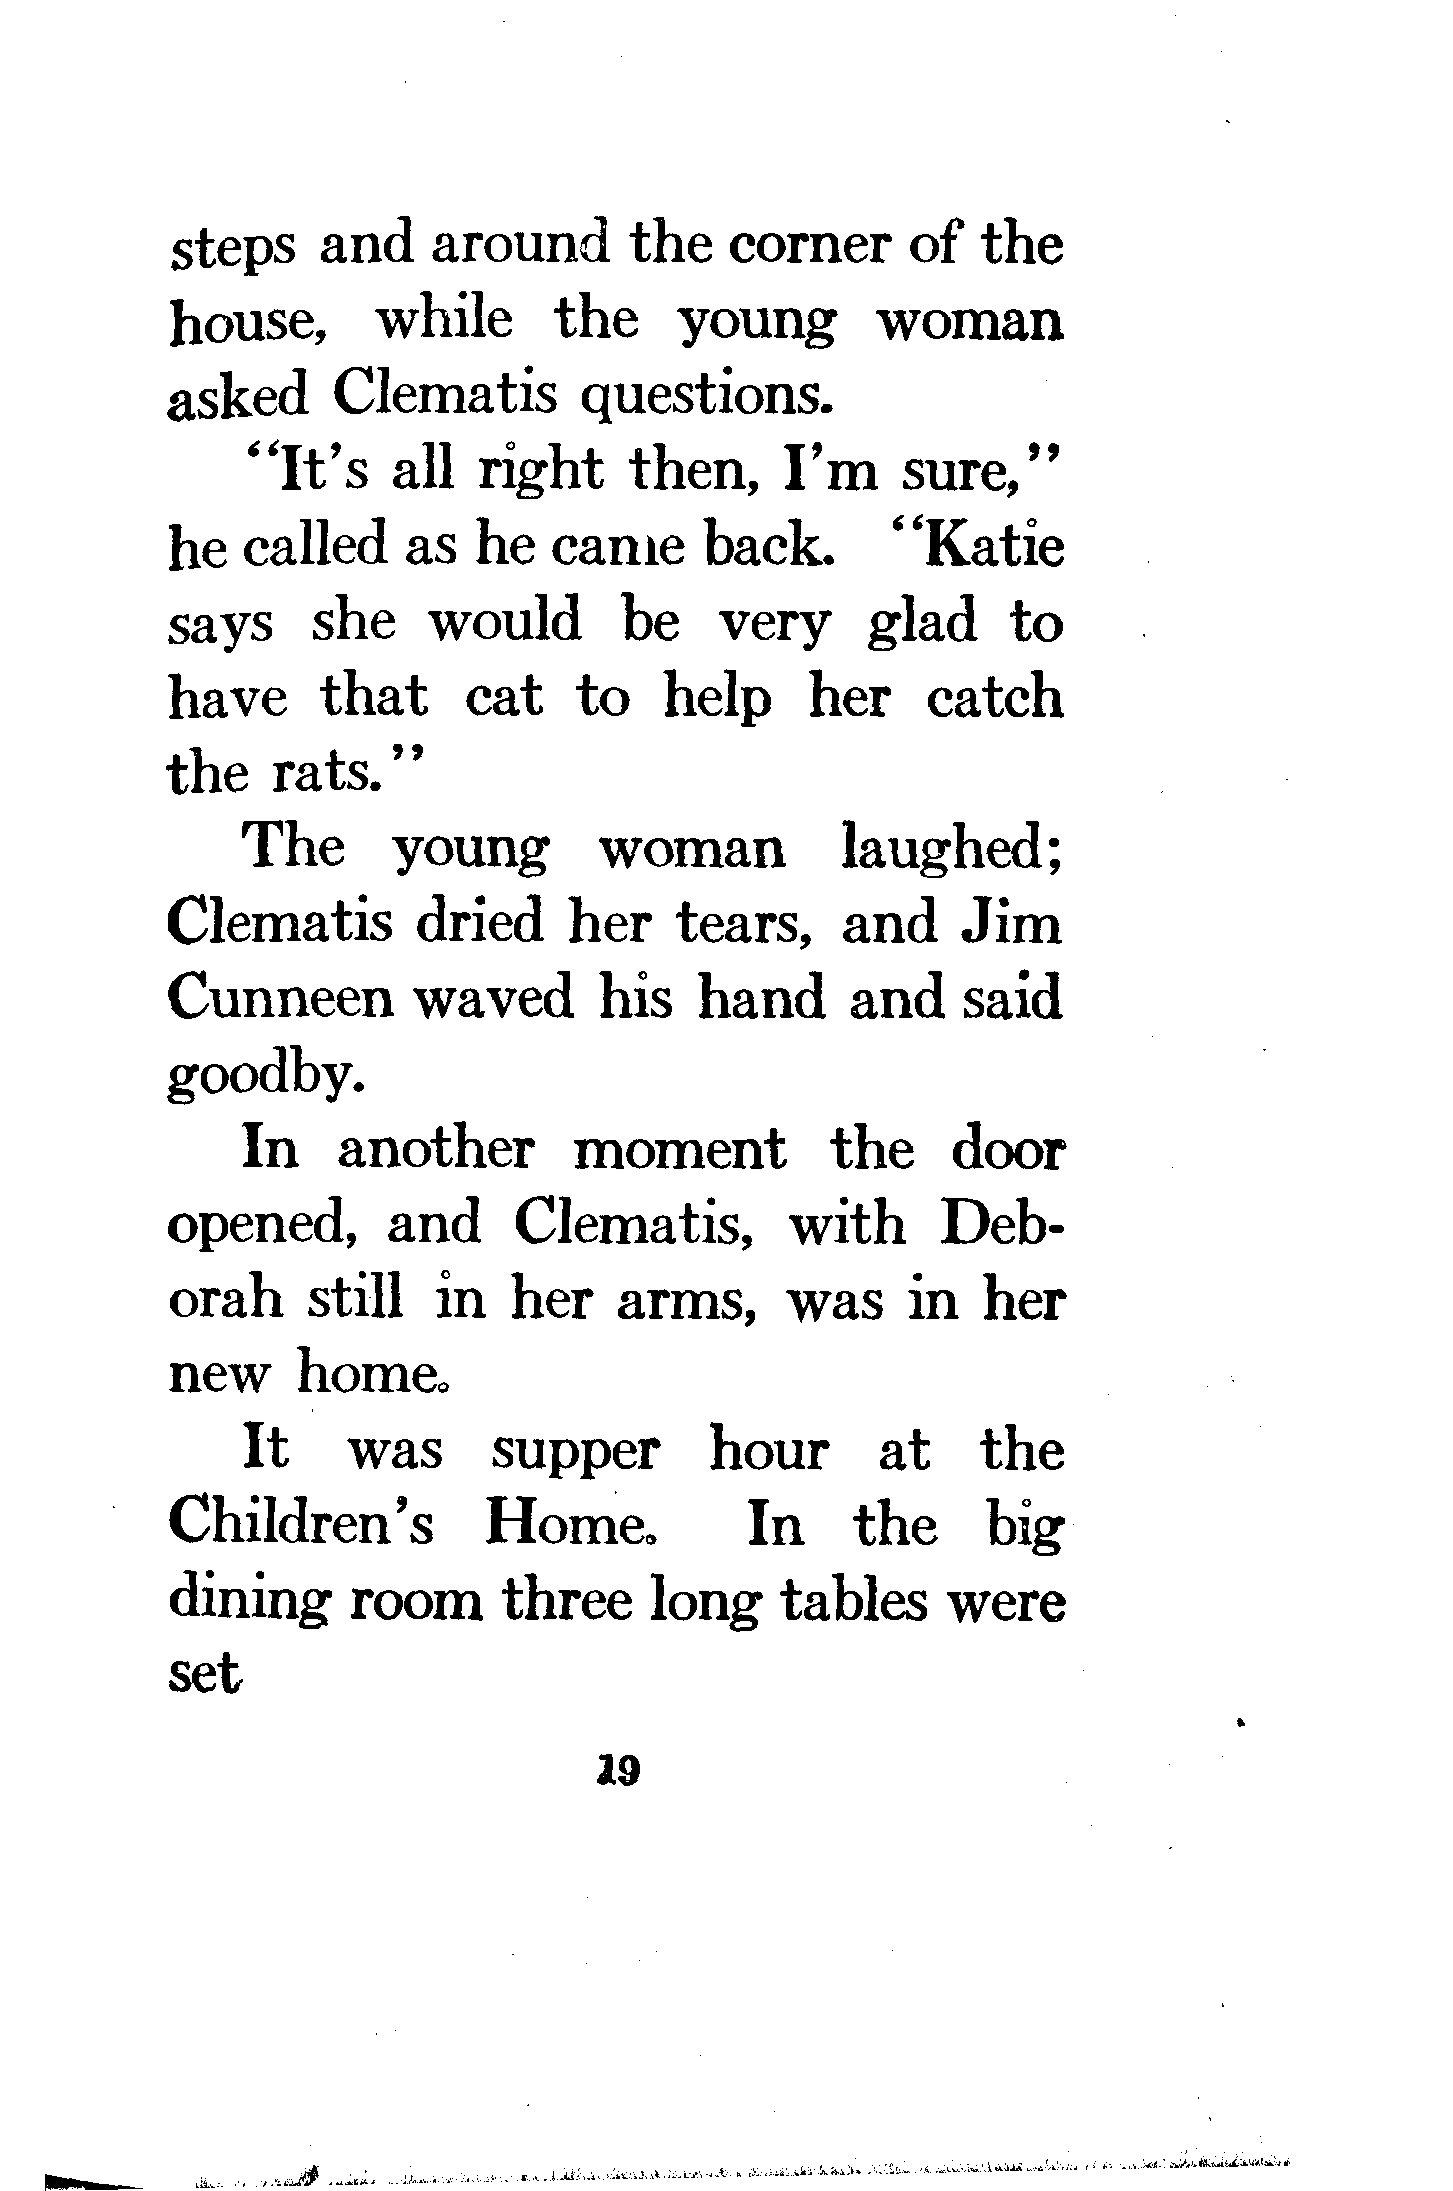 steps and around the corner of the
house, while the young woman
asked Clematis questions.
“It’s all right then, I’m sure,”
he called as he came back. “Katie
says she would be very glad to
have that cat to help her catch
the rats.”
The young woman laughed;
Clematis dried her tears, and Jim
Cunneen waved his hand and said
goodby.
In another moment the door
opened, and Clematis, with Deb-
orah still in her arms, was in her
new home.
It was supper hour at the
Children’s Home. In the big
dining room three long tables were
set
19